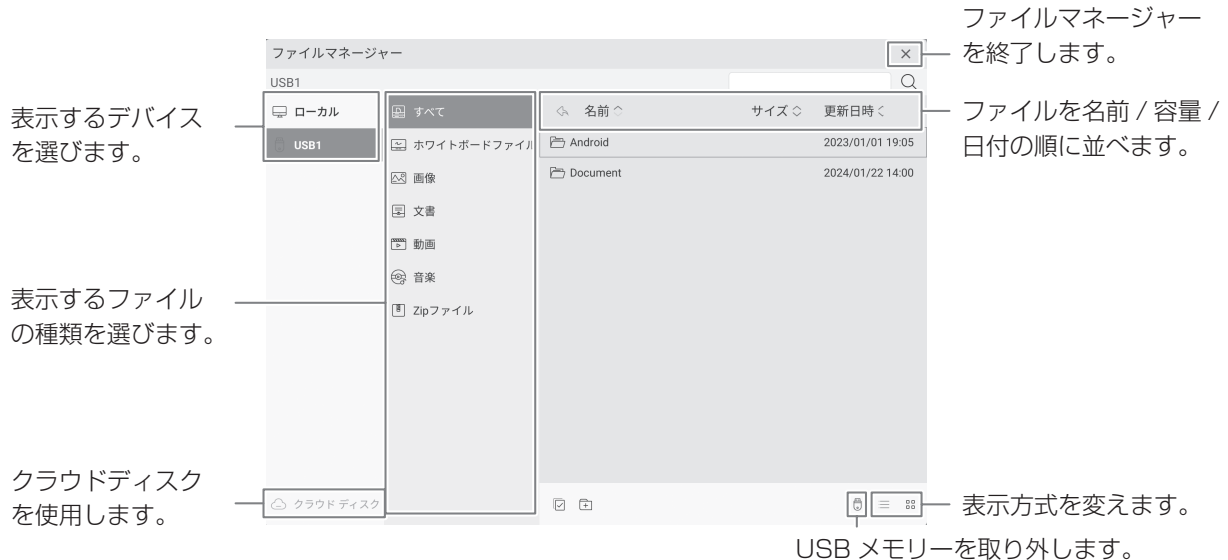 ファイルマネージャー
を終了します。
ファイルマネージャー
USB1
表示するデバイス
を選びます。
ローカル
USB1
すべて
ホワイトボードファイル
画像
文書
動画
音楽
Zipファイル
名前 サイズ 更新日時
Android 2023/01/01 19:05
Document 2024/01/22 14:00
ファイルを名前 / 容量 /
日付の順に並べます。
表示するファイル
の種類を選びます。
クラウドディスク
を使用します。
クラウド ディスク
表示方式を変えます。
USB メモリーを取り外します。